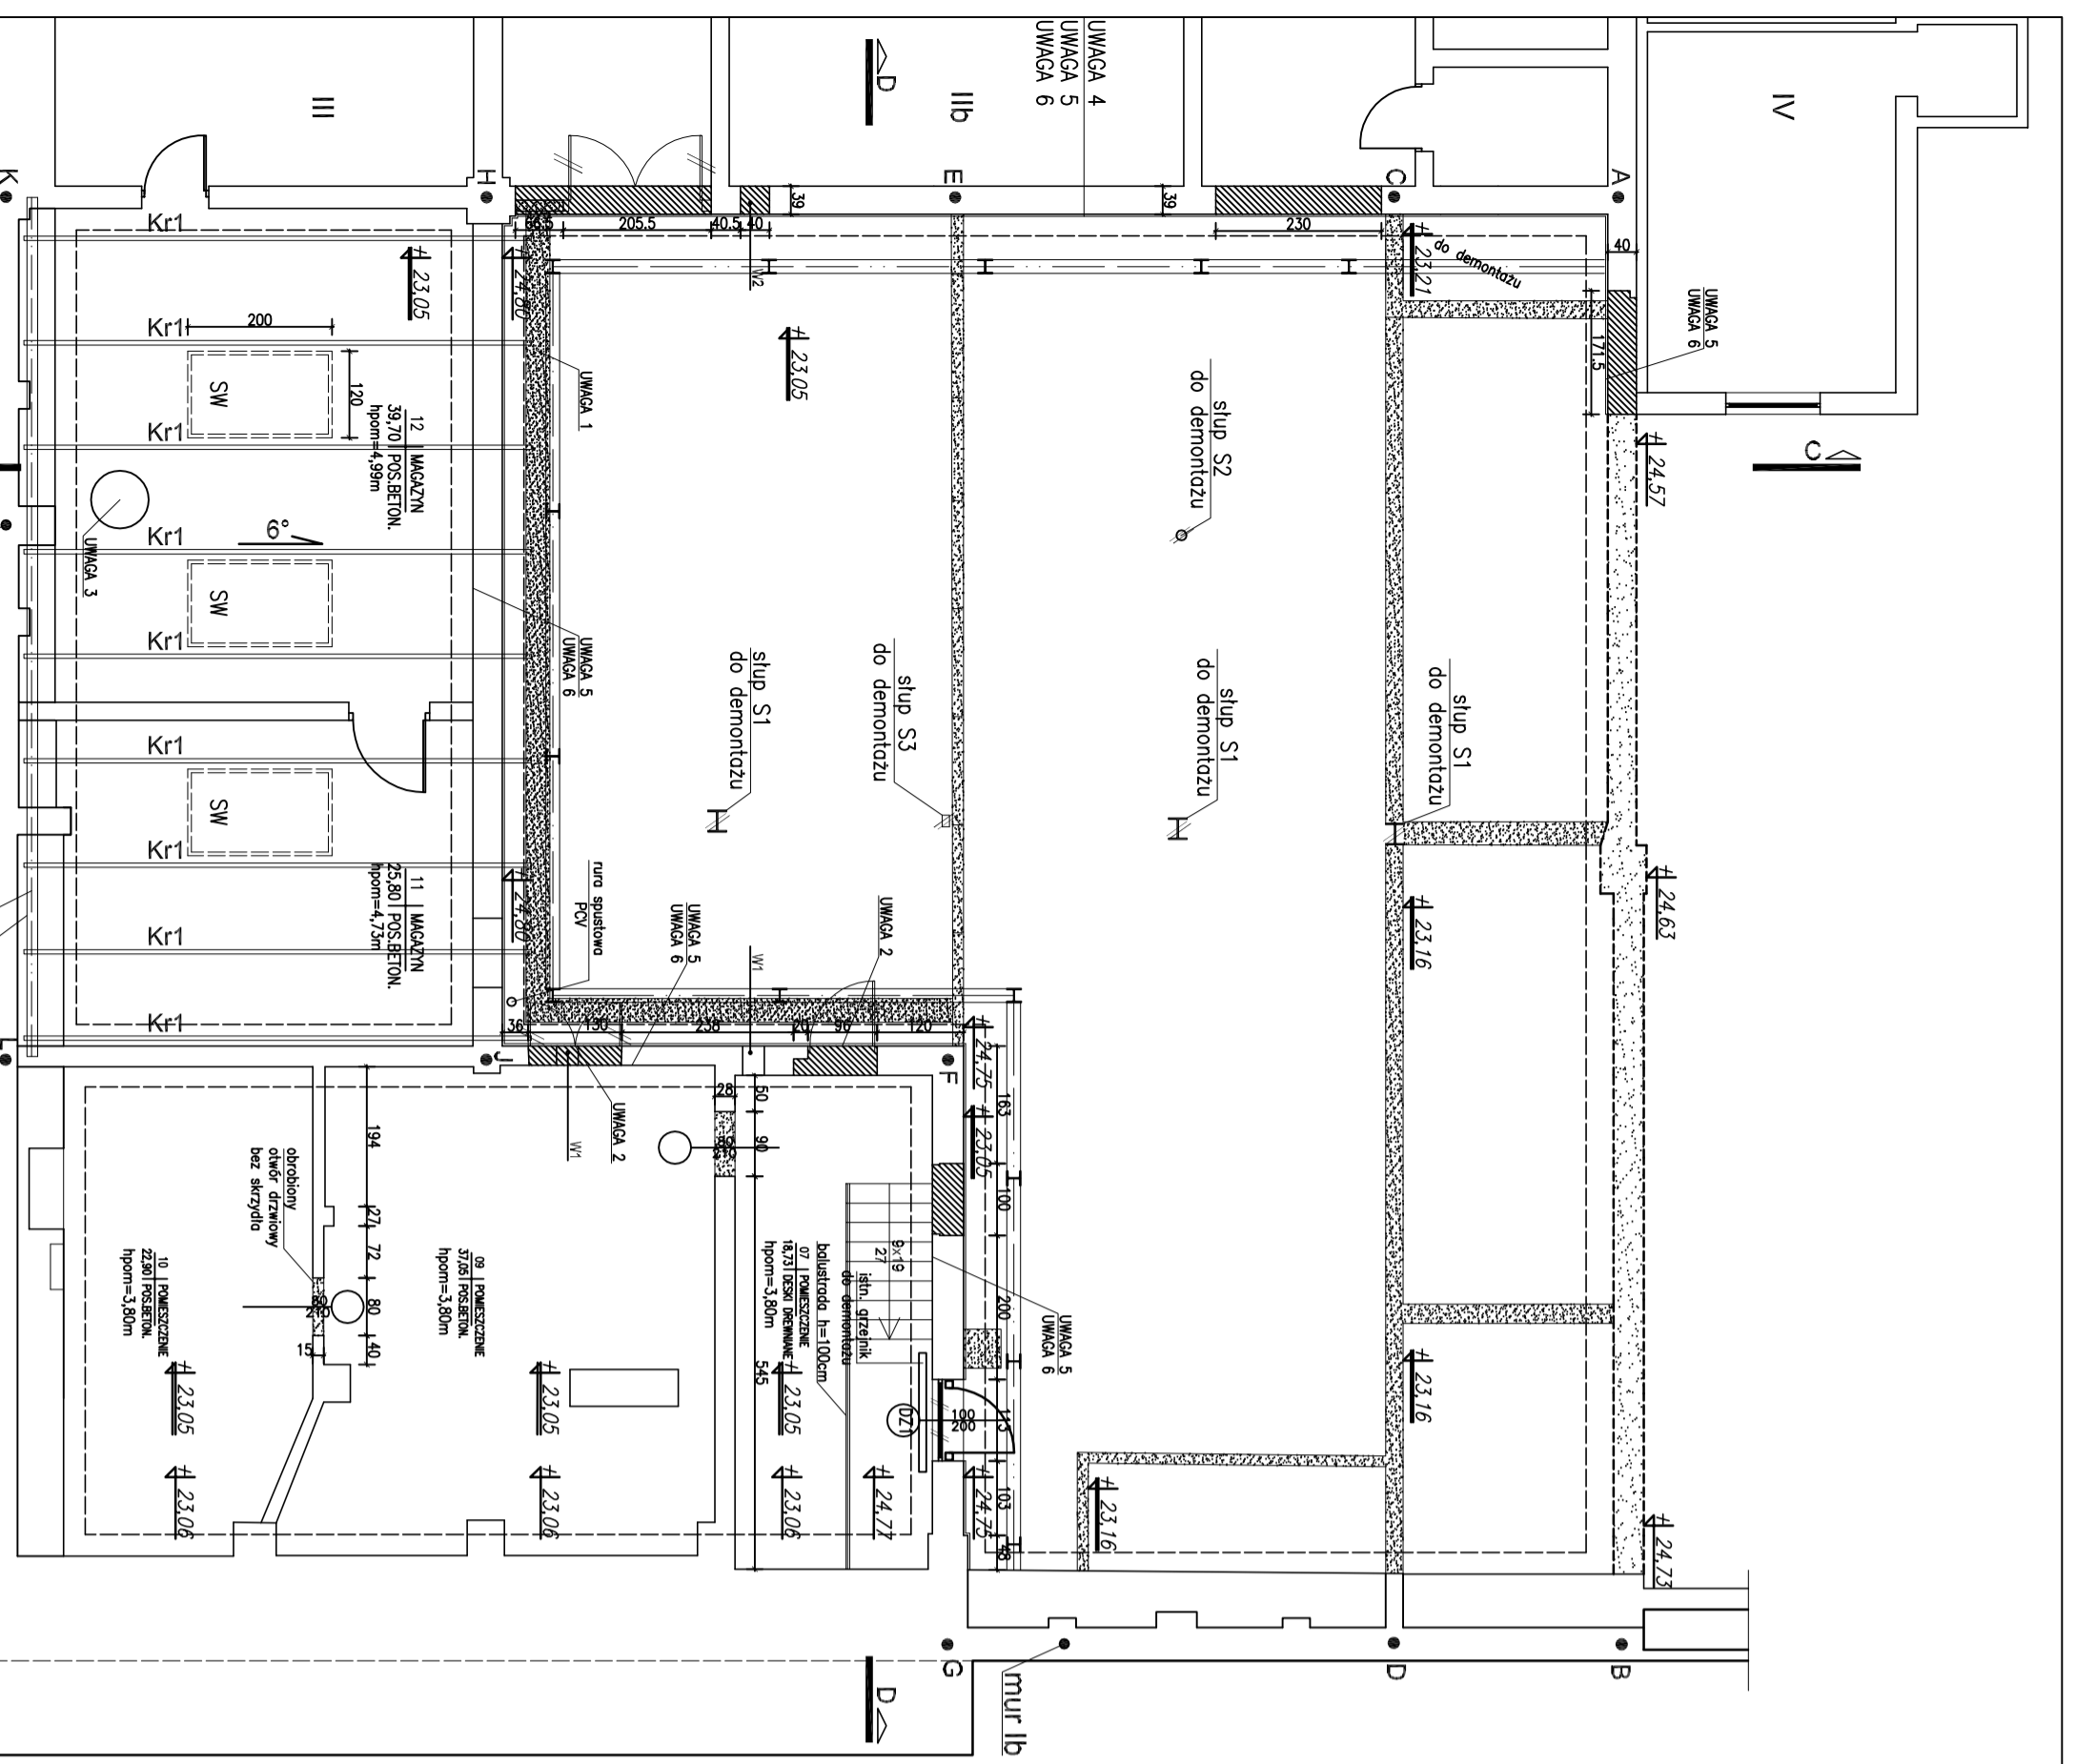 UWAGA 4
UWAGA 5
UWAGA 6
IV
IIb
III
D
A
C
E
H
K
UWAGA 5
UWAGA 6
C
24,57
24,63
24,73
40
171.5
do demontażu
23,21
230
39
39
40
40.5
205.5
W2
24,80
23,05
23,05
słup S2
do demontażu
słup S1
do demontażu
słup S1
do demontażu
słup S3
do demontażu
słup S1
do demontażu
UWAGA 1
UWAGA 5
UWAGA 6
Kr1
Kr1
Kr1
Kr1
Kr1
Kr1
Kr1
Kr1
Kr1
200
120
SW
SW
SW
12 MAGAZYN
39,70 POS.BETON.
hpom=4,99m
6°
UWAGA 3
11 MAGAZYN
25,80 POS.BETON.
hpom=4,73m
24,80
rura spustowa
PCV
UWAGA 5
UWAGA 6
UWAGA 2
W1
36
130
238
20
96
120
J
F
L
UWAGA 2
W1
28
50
90
545
24,75
23,05
163
100
200
113
103
48
23,16
23,16
23,16
UWAGA 5
UWAGA 6
9x19
27
istn. grzejnik
do demontażu
balustrada h=100cm
07 POMIESZCZENIE
18,73 DESKI DREWNIANE
hpom=3,80m
DZ1
100
200
23,05
23,06
24,77
24,75
09 POMIESZCZENIE
37,05 POS.BETON.
hpom=3,80m
23,05
23,06
194
27
72
80
40
15
obrobiony
otwór drzwiowy
bez skrzydła
10 POMIESZCZENIE
22,90 POS.BETON.
hpom=3,80m
23,05
23,06
G
mur Ib
D
B
D